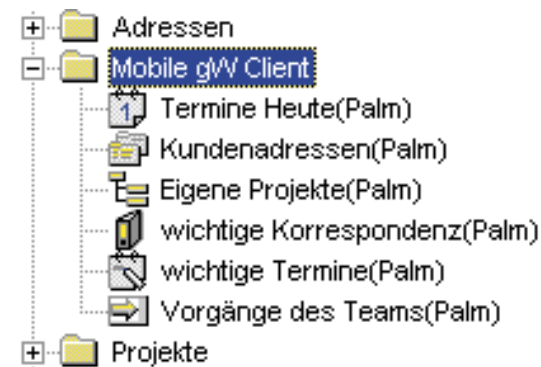 Adressen
Mobile gW Client
1 Termine Heute(Palm)
Kundenadressen(Palm)
Eigene Projekte(Palm)
wichtige Korrespondenz(Palm)
wichtige Termine(Palm)
Vorgänge des Teams(Palm)
Projekte